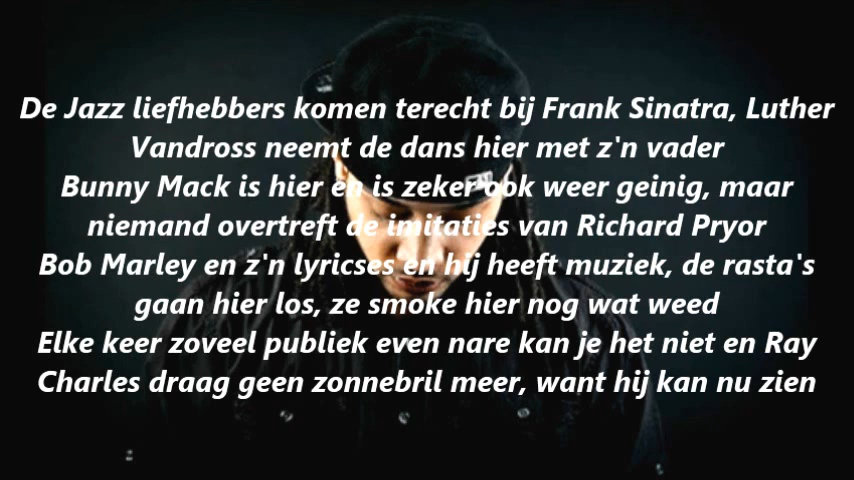 De Jazz liefhebbers komen terecht bij Frank Sinatra, Luther
Vandross neemt de dans hier met z'n vader
Bunny Mack is hier en is zeker ook weer geinig, maar
niemand overtreft de imitaties van Richard Pryor
Bob Marley en z'n lyricses en hij heeft muziek, de rasta's
gaan hier los, ze smoke hier nog wat weed
Elke keer zoveel publiek even nare kan je het niet en Ray
Charles draag geen zonnebril meer, want hij kan nu zien